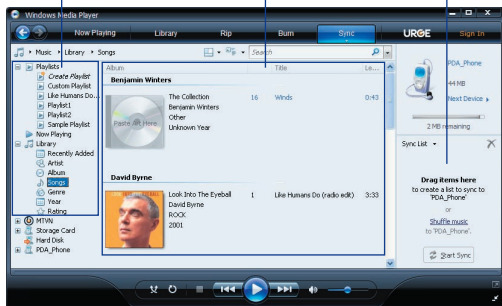 Windows Media Player
Now Playing Library Rip Burn Sync URGE Sign In
Music Library Songs
Search
Playlists
Create Playlist
Custom Playlist
Like Humans Do...
Playlist1
Playlist2
Sample Playlist
Now Playing
Library
Recently Added
Artist
Album
Songs
Genre
Year
Rating
MTVN
Storage Card
Hard Disk
PDA_Phone
Album Title Le...
Benjamin Winters
Paste Art Here
The Collection 16 Winds 0:43
Benjamin Winters
Other
Unknown Year
David Byrne
Look Into The Eyeball 1 Like Humans Do (radio edit) 3:33
David Byrne
ROCK
2001
PDA_Phone
44 MB
Next Device
2 MB remaining
Sync List
Drag items here
to create a list to sync to
'PDA_Phone'
or
Shuffle music
to 'PDA_Phone'.
Start Sync